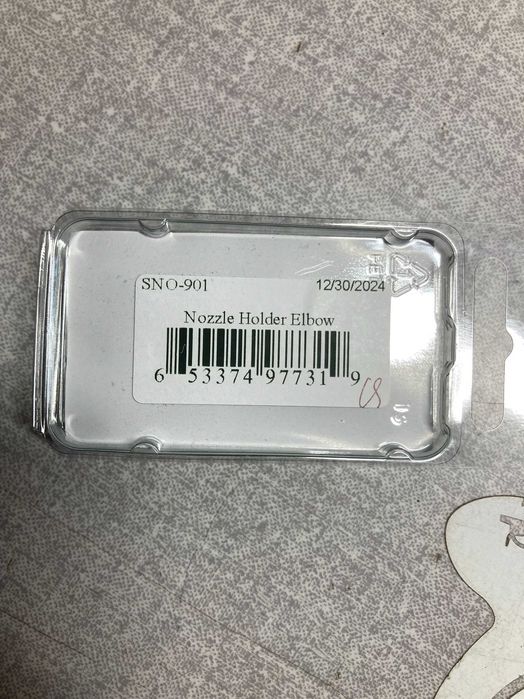 SNO-901 12/30/2024
Nozzle Holder Elbow
6 53374 97731 9